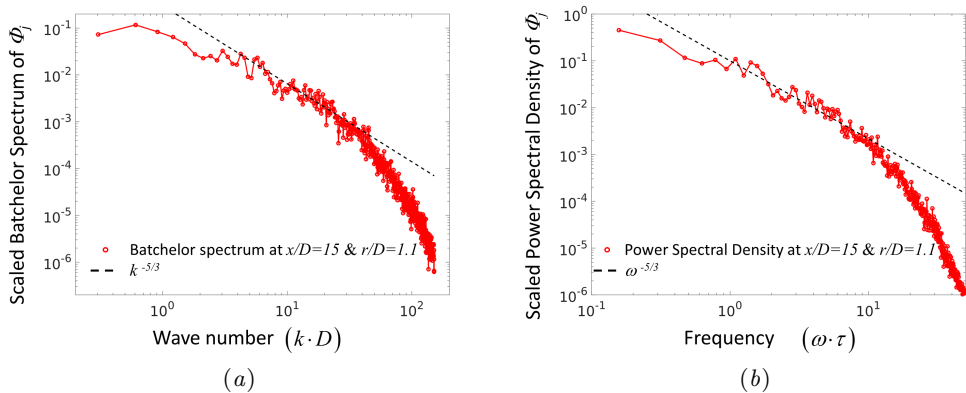 Scaled Batchelor Spectrum of Φj
10^-1
10^-2
10^-3
10^-4
10^-5
10^-6
Batchelor spectrum at x/D=15 & r/D=1.1
k^-5/3
10^0
10^1
10^2
Wave number (k·D)
(a)
Scaled Power Spectral Density of Φj
10^0
10^-1
10^-2
10^-3
10^-4
10^-5
10^-6
Power Spectral Density at x/D=15 & r/D=1.1
ω^-5/3
10^-1
10^0
10^1
Frequency (ω·τ)
(b)